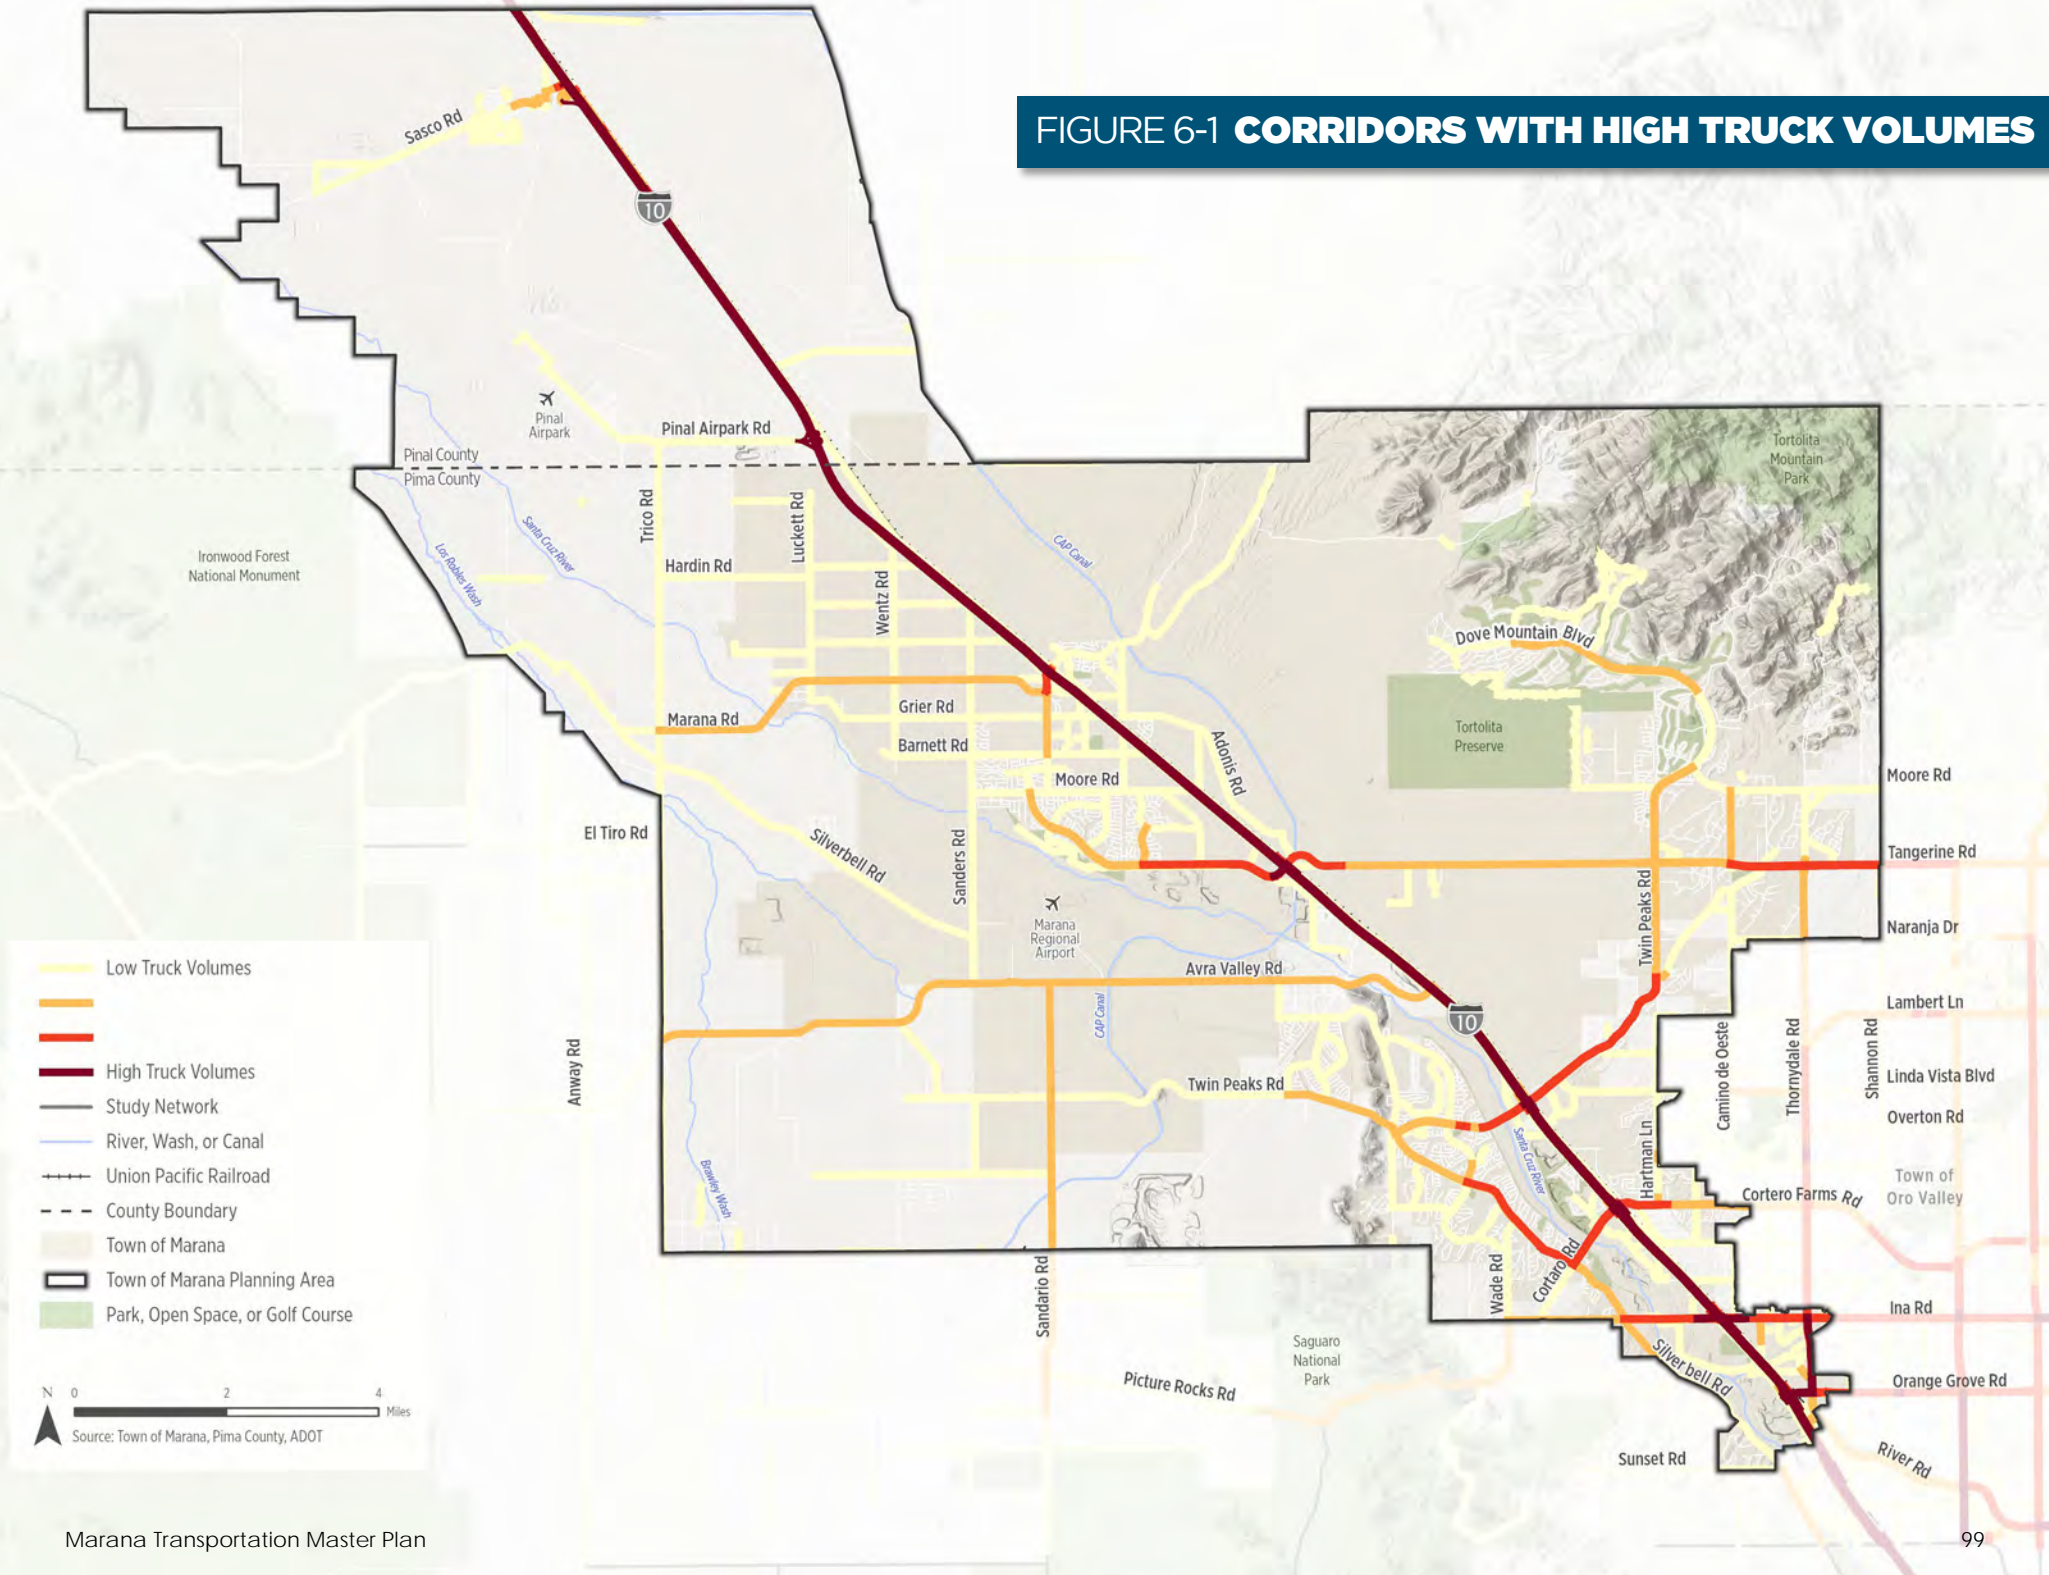 FIGURE 6-1 CORRIDORS WITH HIGH TRUCK VOLUMES
Sasco Rd
10
Pinal
Airpark
Pinal Airpark Rd
Pinal County
Pima County
Tortolita
Mountain
Park
Trico Rd
Luckett Rd
Santa Cruz River
Los Robles Wash
CAP Canal
Ironwood Forest
National Monument
Hardin Rd
Wentz Rd
Dove Mountain Blvd
Marana Rd
Grier Rd
Barnett Rd
Adonis Rd
Tortolita
Preserve
Moore Rd
Moore Rd
El Tiro Rd
Silverbell Rd
Sanders Rd
Tangerine Rd
Twin Peaks Rd
Marana
Regional
Airport
Naranja Dr
Avra Valley Rd
CAP Canal
10
Lambert Ln
Anway Rd
Camino de Oeste
Thornydale Rd
Shannon Rd
Twin Peaks Rd
Linda Vista Blvd
Overton Rd
Santa Cruz River
Hartman Ln
Brawley Wash
Town of
Oro Valley
Cortero Farms Rd
Sandario Rd
Wade Rd
Cortaro Rd
Ina Rd
Saguaro
National
Park
Silverbell Rd
Picture Rocks Rd
Orange Grove Rd
Sunset Rd
River Rd
Low Truck Volumes
High Truck Volumes
Study Network
River, Wash, or Canal
Union Pacific Railroad
County Boundary
Town of Marana
Town of Marana Planning Area
Park, Open Space, or Golf Course
N 0 2 4
Miles
Source: Town of Marana, Pima County, ADOT
Marana Transportation Master Plan
99